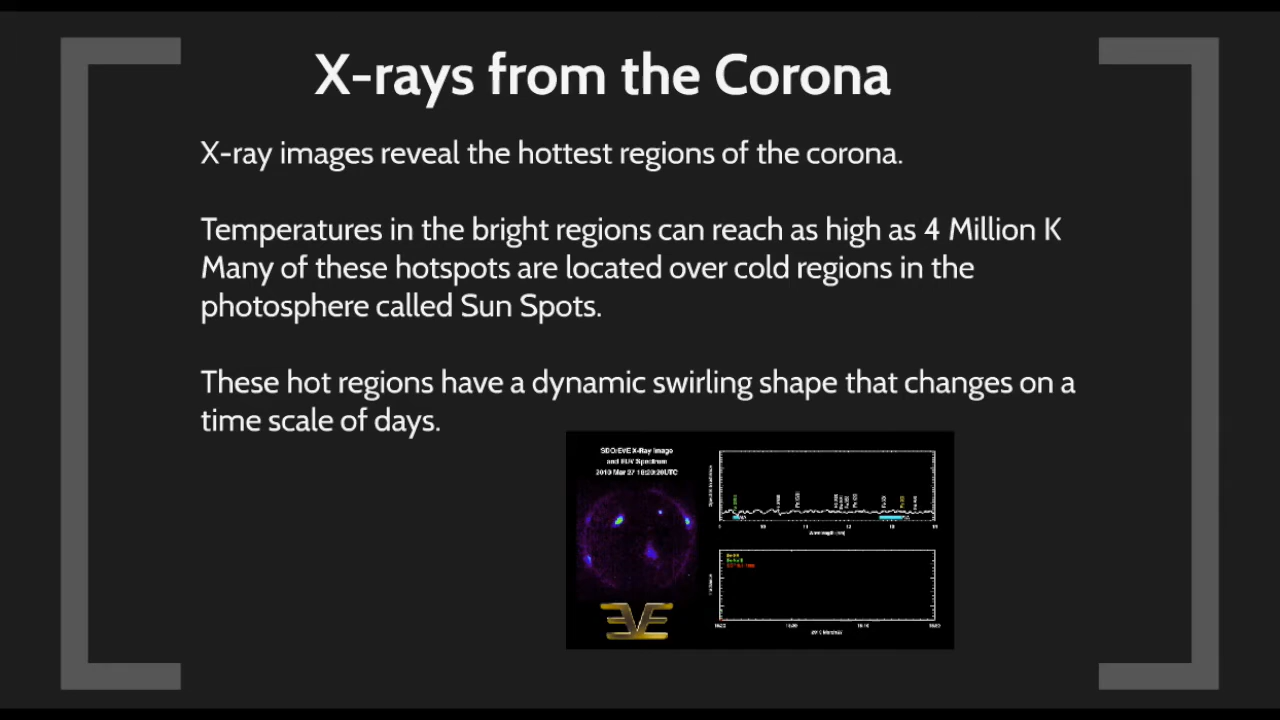 X-rays from the Corona
X-ray images reveal the hottest regions of the corona.
Temperatures in the bright regions can reach as high as 4 Million K
Many of these hotspots are located over cold regions in the
photosphere called Sun Spots.
These hot regions have a dynamic swirling shape that changes on a
time scale of days.
SDO/EVE X-Ray Image
and EUV Spectrum
EVE
Wavelength (nm)